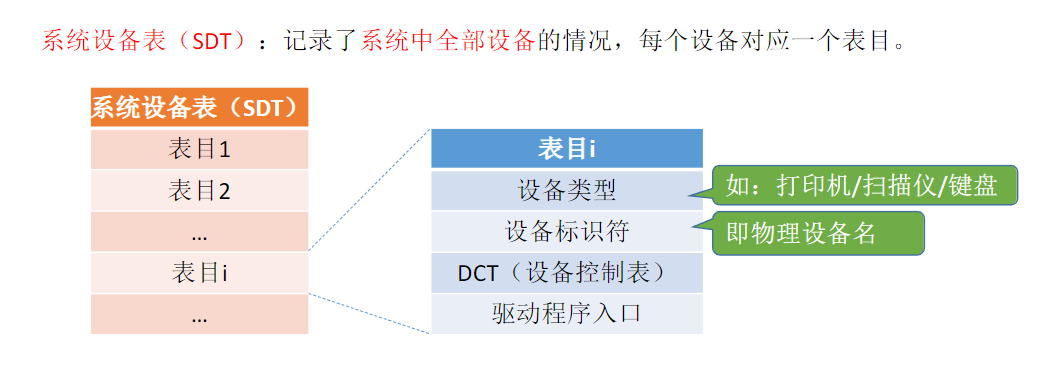 系统设备表（SDT）：记录了系统中全部设备的情况，每个设备对应一个表目。
系统设备表（SDT）
表目1
表目2
...
表目i
...
表目i
设备类型
设备标识符
DCT（设备控制表）
驱动程序入口
如：打印机/扫描仪/键盘
即物理设备名